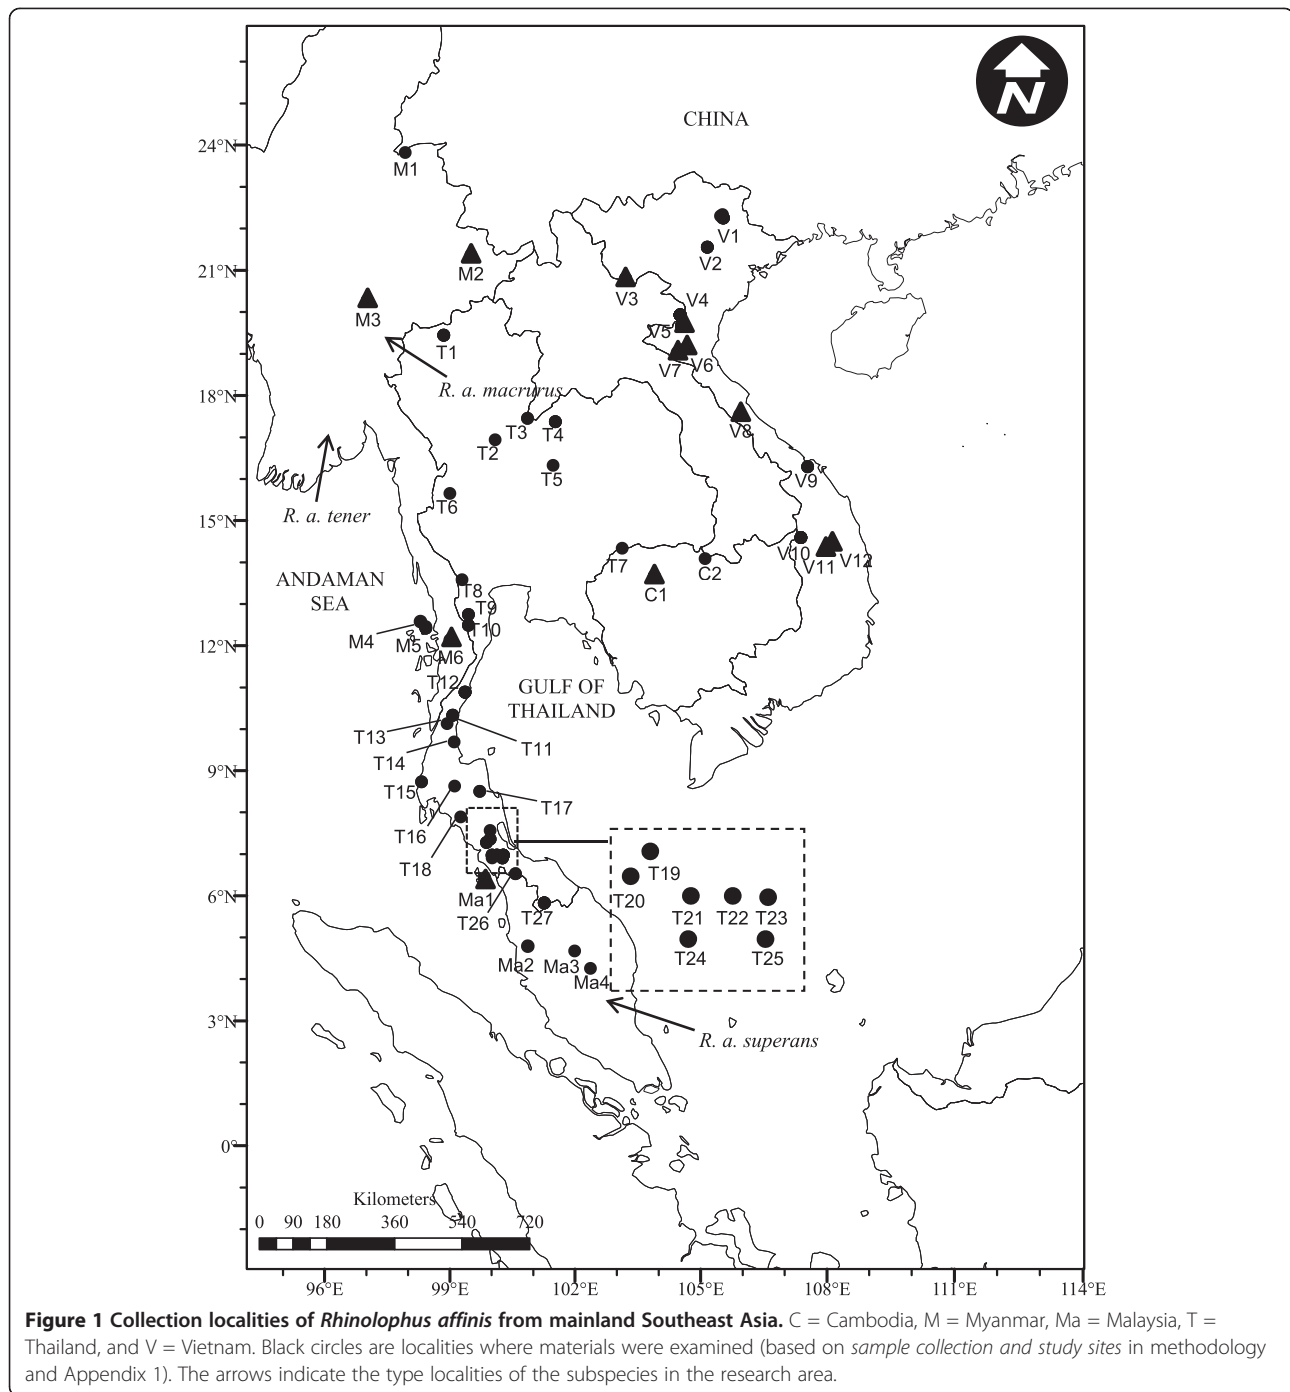 N
CHINA
24°N
M1
V1
V2
21°N
M2
V3
V4
M3
V5
T1
V7
V6
R. a. macrurus
18°N
T3
T4
V8
T2
T5
V9
T6
R. a. tener
15°N
T7
C2
V10
V11
V12
ANDAMAN
SEA
T8
C1
T9
M4
M5
T10
12°N
M6
T12
GULF OF
THAILAND
T13
T11
T14
9°N
T15
T17
T16
T18
T19
T20
6°N
Ma1
T21
T22
T23
T26
T27
T24
T25
Ma2
Ma3
Ma4
3°N
R. a. superans
0°
Kilometers
0 90 180 360 540 720
96°E 99°E 102°E 105°E 108°E 111°E 114°E
Figure 1 Collection localities of Rhinolophus affinis from mainland Southeast Asia. C = Cambodia, M = Myanmar, Ma = Malaysia, T =
Thailand, and V = Vietnam. Black circles are localities where materials were examined (based on sample collection and study sites in methodology
and Appendix 1). The arrows indicate the type localities of the subspecies in the research area.